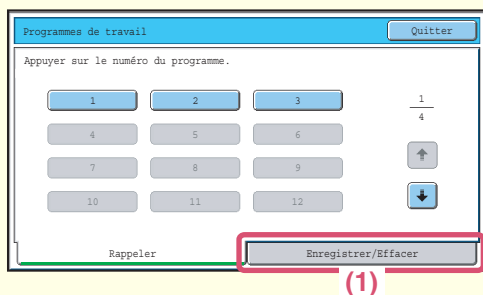 Programmes de travail Quitter
Appuyer sur le numéro du programme.
1 2 3 1
4 5 6 4
7 8 9
10 11 12
Rappeler Enregistrer/Effacer
(1)